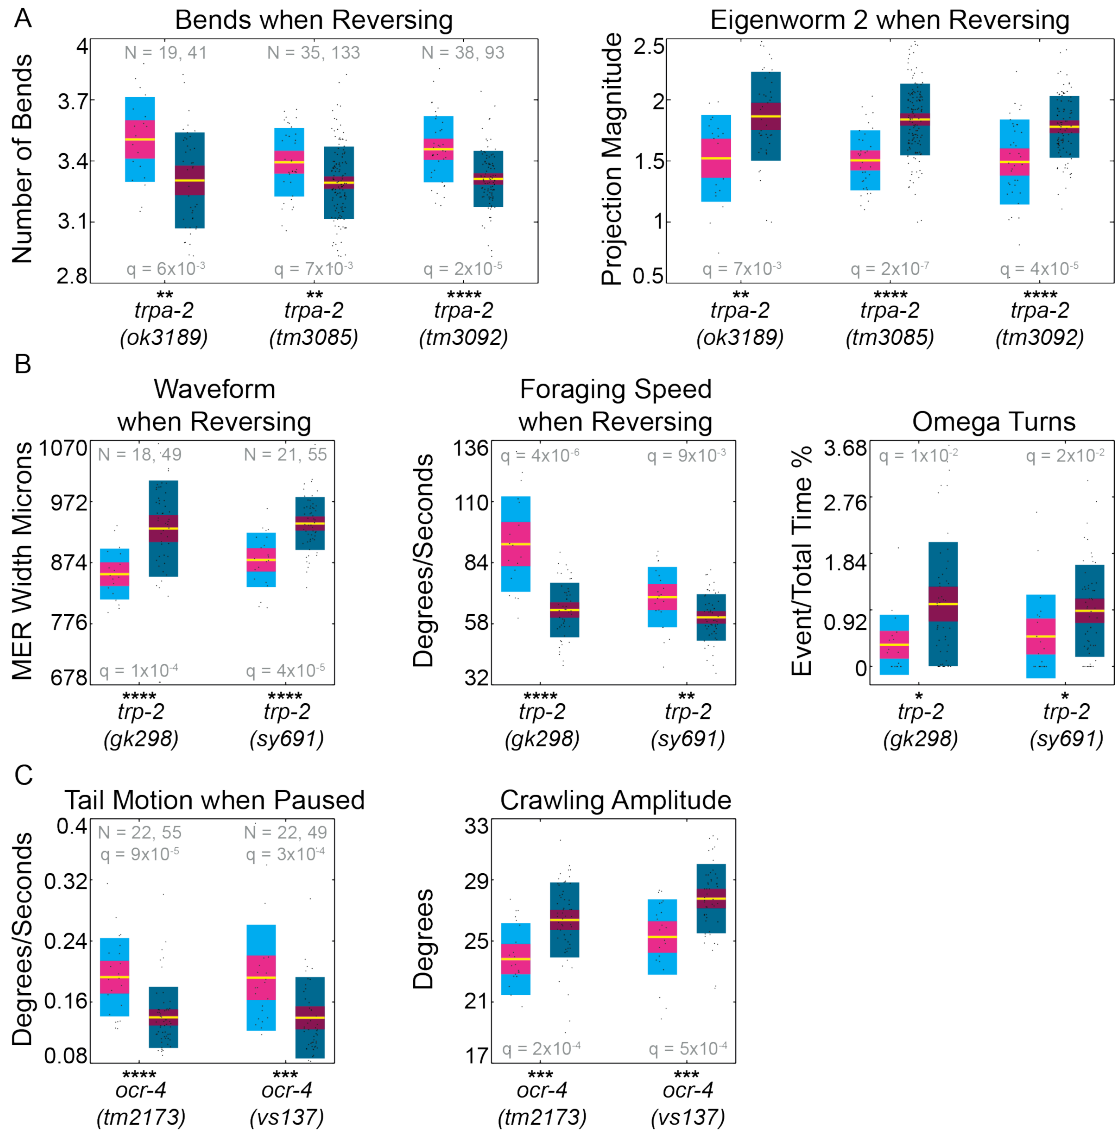 A
Bends when Reversing
Number of Bends
4
3.7
3.4
3.1
2.8
N = 19, 41
N = 35, 133
N = 38, 93
q = 6x10-3
q = 7x10-3
q = 2x10-5
**
**
****
trpa-2
trpa-2
trpa-2
(ok3189)
(tm3085)
(tm3092)
Eigenworm 2 when Reversing
Projection Magnitude
2.5
2
1.5
1
0.5
q = 7x10-3
q = 2x10-7
q = 4x10-5
**
****
****
trpa-2
trpa-2
trpa-2
(ok3189)
(tm3085)
(tm3092)
B
Waveform
when Reversing
MER Width Microns
1070
972
874
776
678
N = 18, 49
N = 21, 55
q = 1x10-4
q = 4x10-5
****
****
trp-2
trp-2
(gk298)
(sy691)
Foraging Speed
when Reversing
Degrees/Seconds
136
110
84
58
32
q = 4x10-6
q = 9x10-3
****
**
trp-2
trp-2
(gk298)
(sy691)
Omega Turns
Event/Total Time %
3.68
2.76
1.84
0.92
0
q = 1x10-2
q = 2x10-2
*
*
trp-2
trp-2
(gk298)
(sy691)
C
Tail Motion when Paused
Degrees/Seconds
0.4
0.32
0.24
0.16
0.08
N = 22, 55
N = 22, 49
q = 9x10-5
q = 3x10-4
****
***
ocr-4
ocr-4
(tm2173)
(vs137)
Crawling Amplitude
Degrees
33
29
25
21
17
q = 2x10-4
q = 5x10-4
***
***
ocr-4
ocr-4
(tm2173)
(vs137)